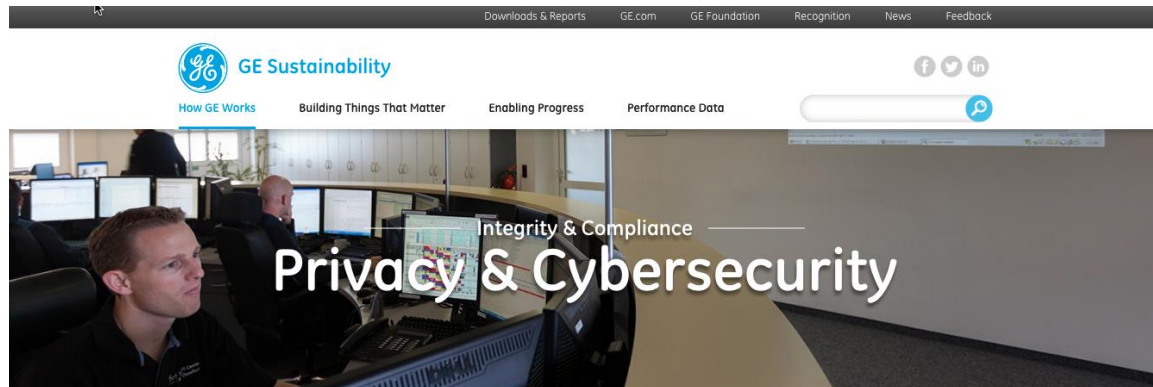 Downloads & Reports GE.com GE Foundation Recognition News Feedback
GE Sustainability
How GE Works Building Things That Matter Enabling Progress Performance Data
Integrity & Compliance
Privacy & Cybersecurity